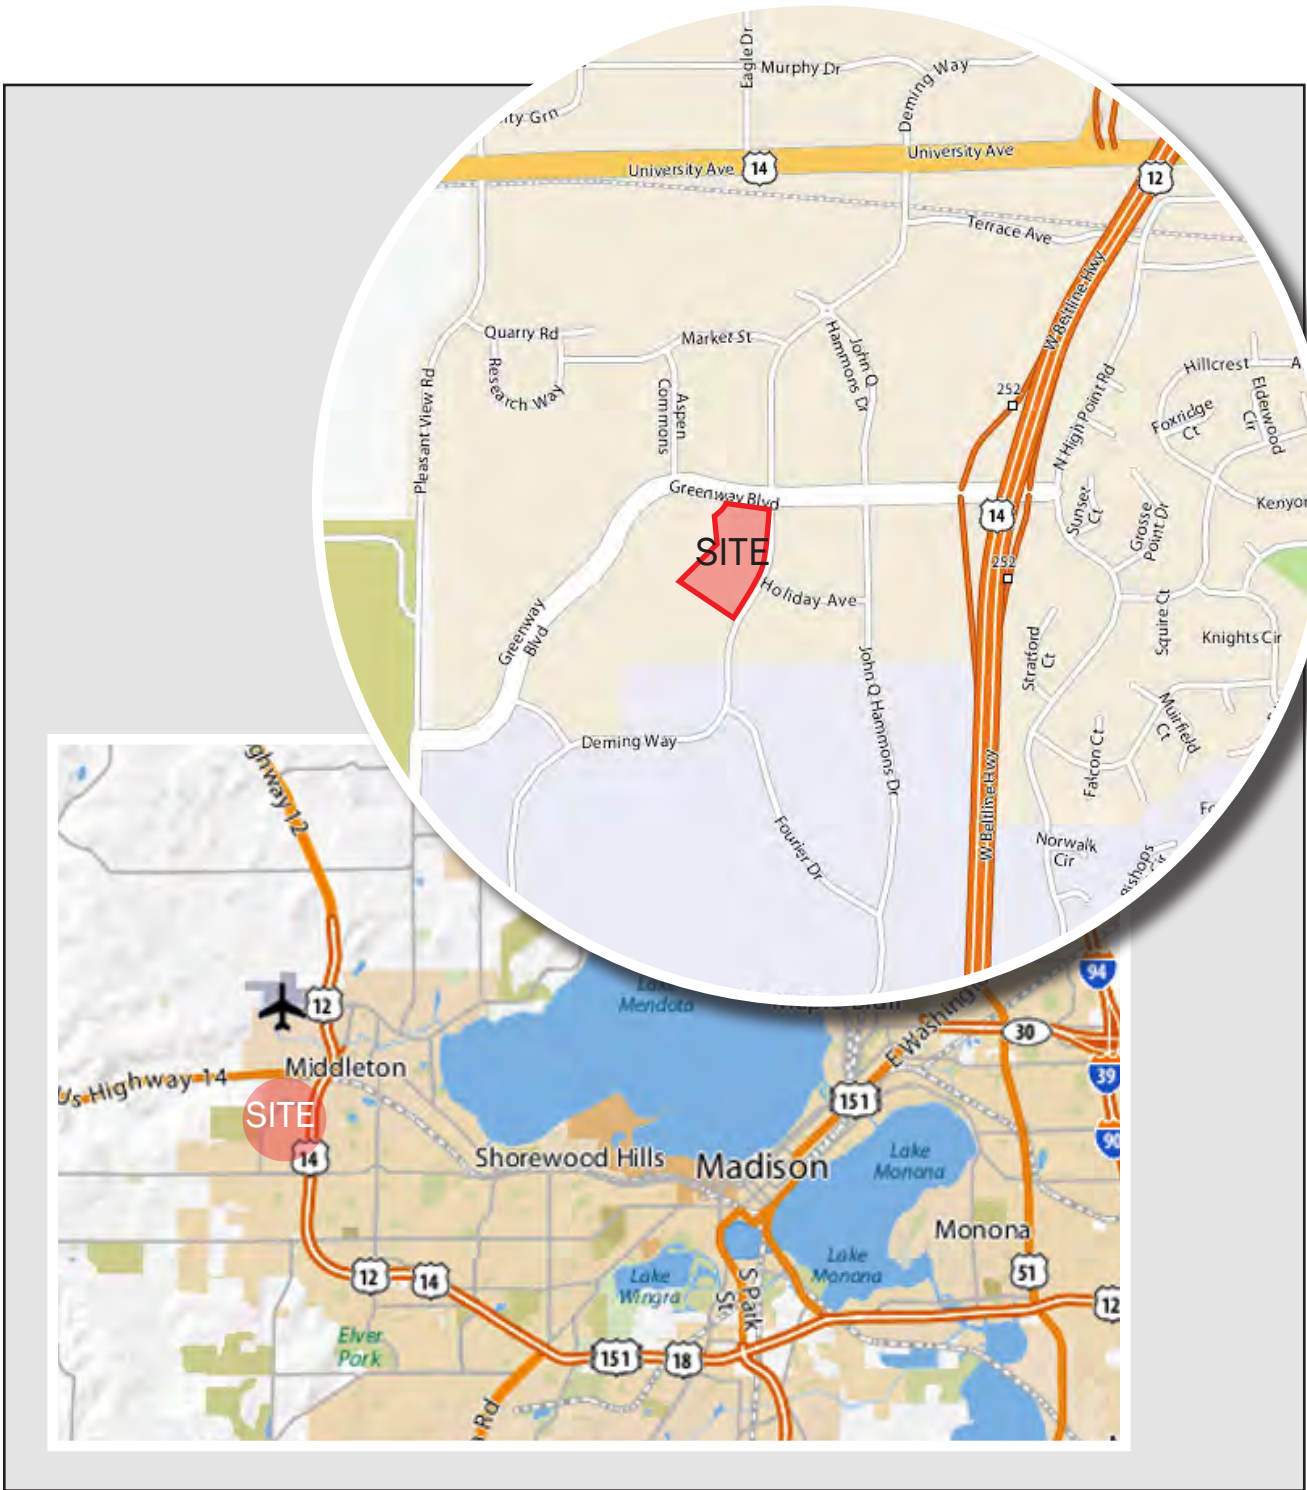 Eagle Dr
Murphy Dr
Deming Way
University Ave
14
University Ave
12
Terrace Ave
W Beltline Hwy
Quarry Rd
Research Way
Market St
Aspen
Commons
John Q
Hammons Dr
Pleasant View Rd
252
N High Point Rd
Hillcrest
Foxridge
Ct
Elderwood
Cir
Greenway Blvd
14
Sunset
Ct
Grosse
Point Dr
Kenyon
SITE
252
Holiday Ave
Greenway
Blvd
Stratford
Ct
Squire Ct
Knights Cir
John Q Hammons Dr
Deming Way
Muirfield
Ct
Falcon Ct
W Beltline Hwy
Fourier Dr
Norwalk
Cir
ghway 12
12
Us Highway 14
Middleton
SITE
14
Lake
Mendota
E Washingt
94
30
39
90
151
Shorewood Hills
Madison
Lake
Monona
Monona
Lake
Monona
12
14
Lake
Wingra
S Park
St
51
12
Elver
Park
151
18
Rd